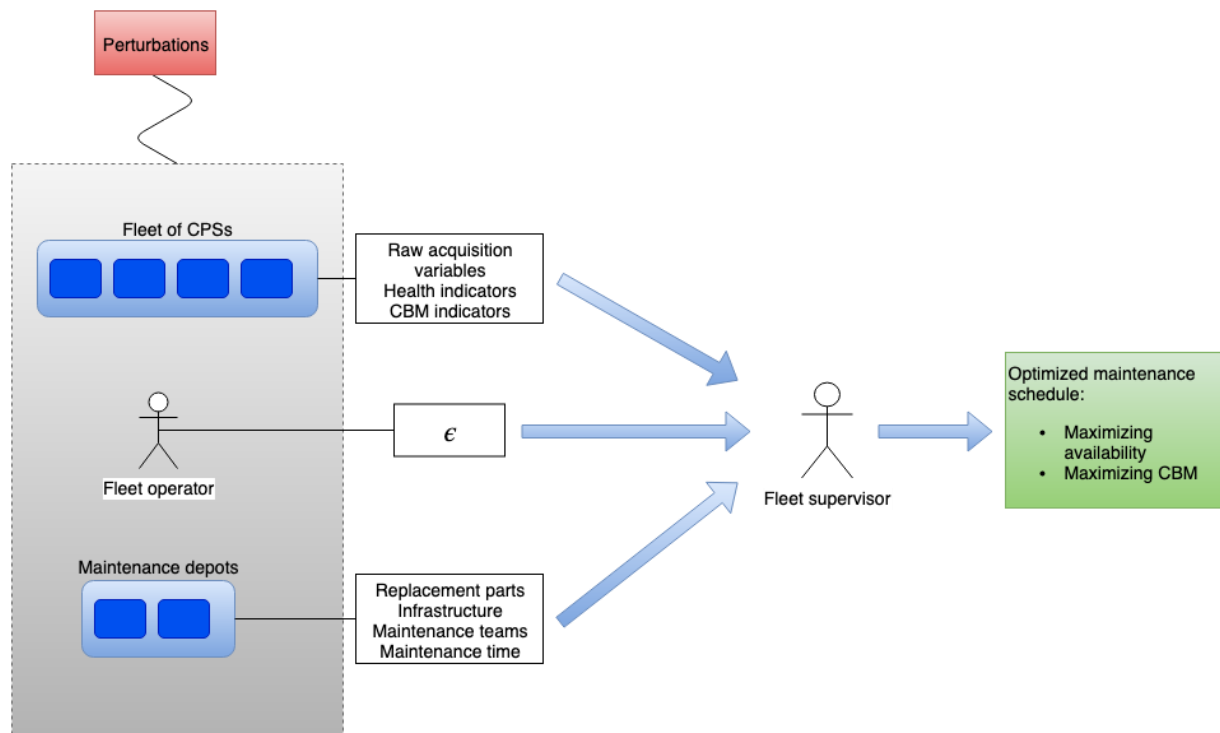 Perturbations
Fleet of CPSs
Raw acquisition
variables
Health indicators
CBM indicators
Fleet operator
ϵ
Fleet supervisor
Optimized maintenance
schedule:
• Maximizing
availability
• Maximizing CBM
Maintenance depots
Replacement parts
Infrastructure
Maintenance teams
Maintenance time